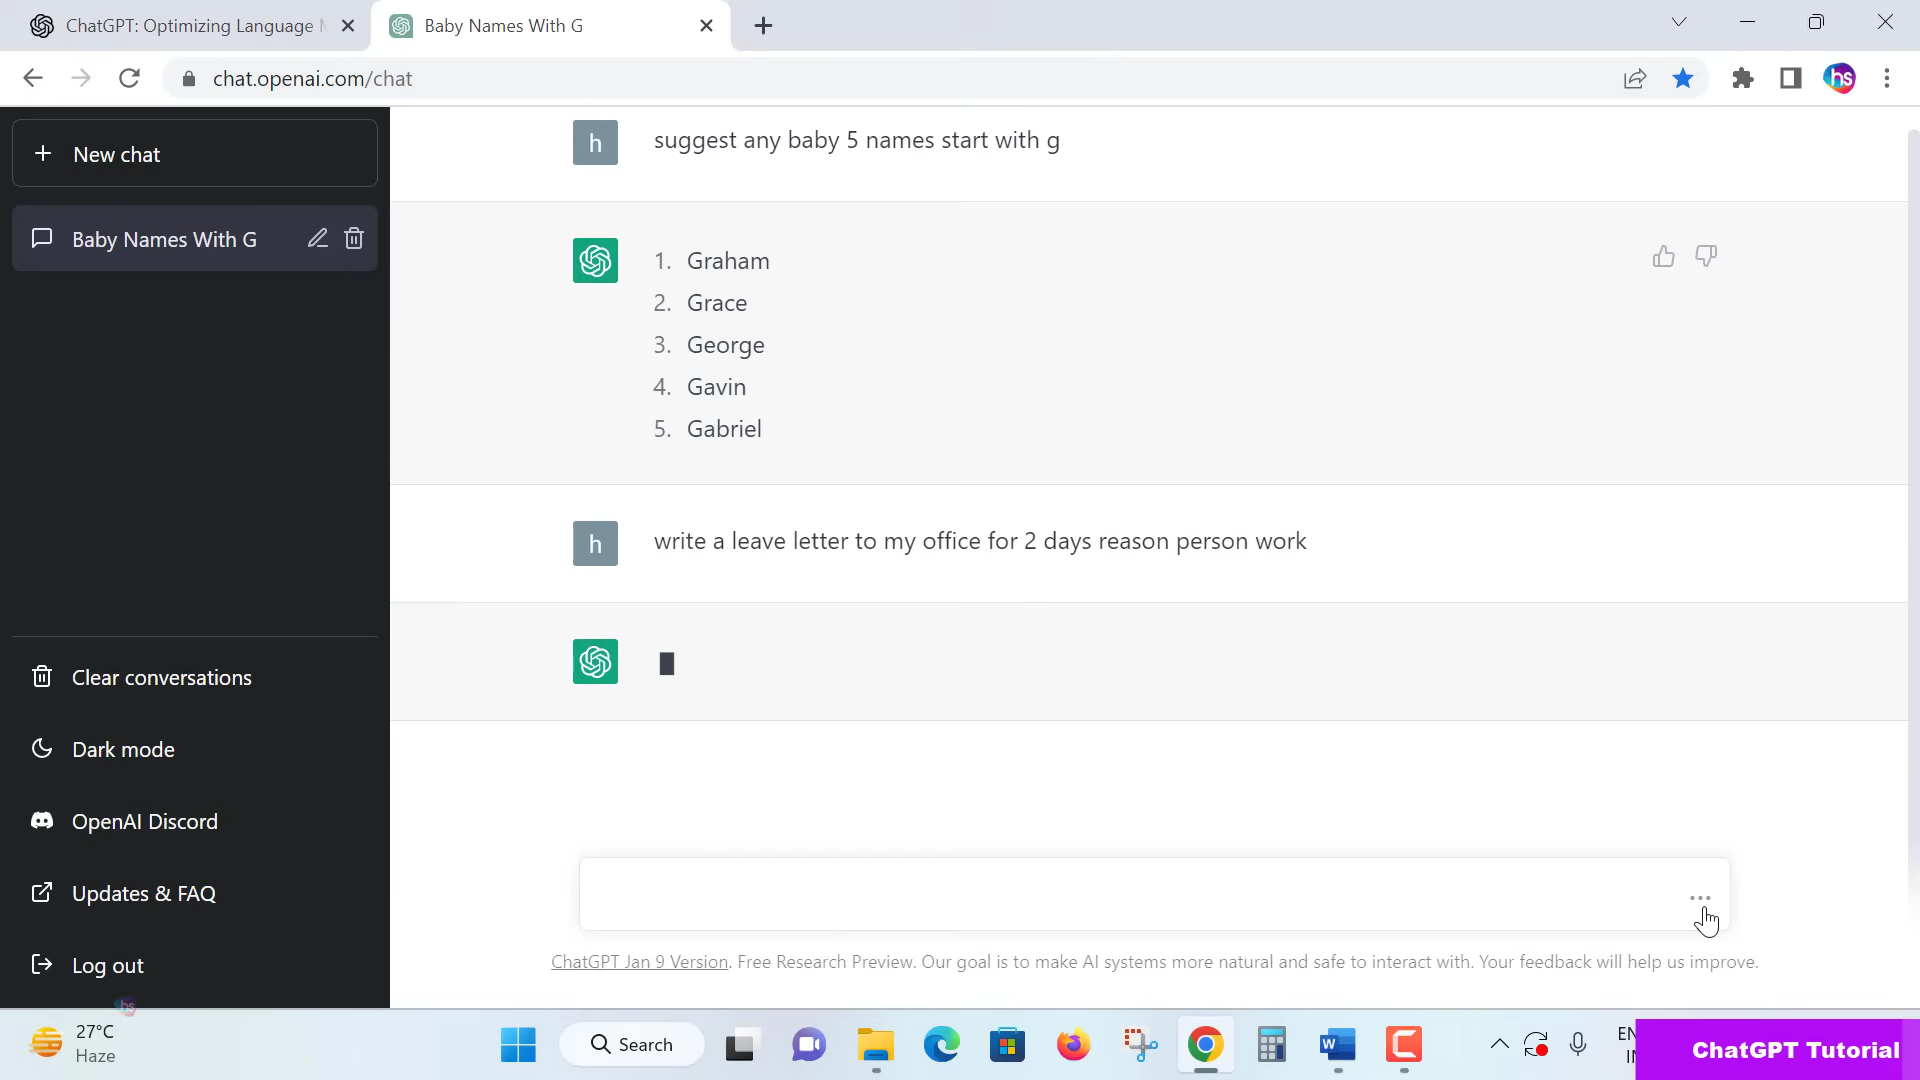 ChatGPT: Optimizing Language
Baby Names With G
chat.openai.com/chat
hs
New chat
Baby Names With G
Clear conversations
Dark mode
OpenAI Discord
Updates & FAQ
Log out
h
suggest any baby 5 names start with g
1. Graham
2. Grace
3. George
4. Gavin
5. Gabriel
h
write a leave letter to my office for 2 days reason person work
ChatGPT Jan 9 Version. Free Research Preview. Our goal is to make AI systems more natural and safe to interact with. Your feedback will help us improve.
hs
27°C
Haze
Search
W
ChatGPT Tutorial